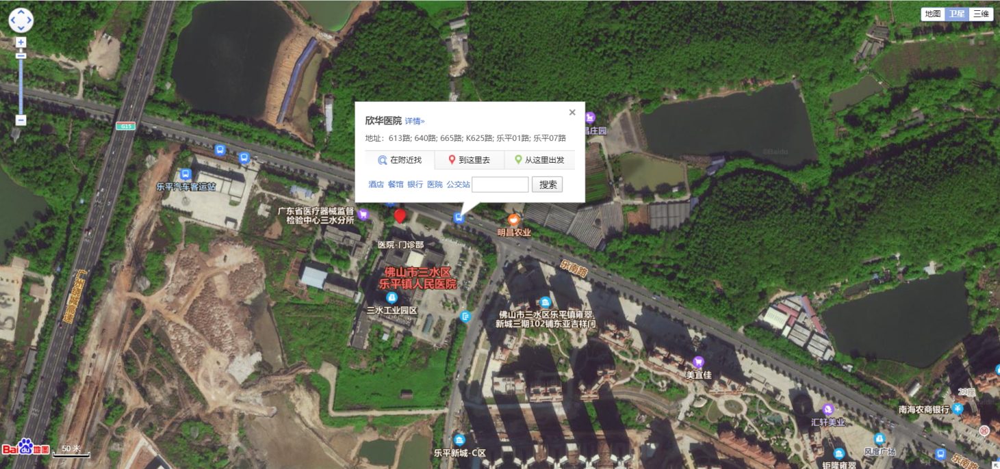 地图 卫星 三维
G15
欣华医院 详情»
地址：613路; 640路; 665路; K625路; 乐平01路; 乐平07路
在附近找 到这里去 从这里出发
酒店 餐馆 银行 医院 公交站 搜索
昌庄园
©Baidu
乐平汽车客运站
广东省医疗器械监督
检验中心三水分所
明昌农业
医院-门诊部
乐南路
佛山市三水区
乐平镇人民医院
三水工业园区
佛山市三水区乐平镇雍翠
新城三期102铺东亚吉祥门
美宜佳
南海农商银行
汇轩美业
风度广场
乐平新城-C区
钜隆雍翠
乐南路
Baidu地图
50 米